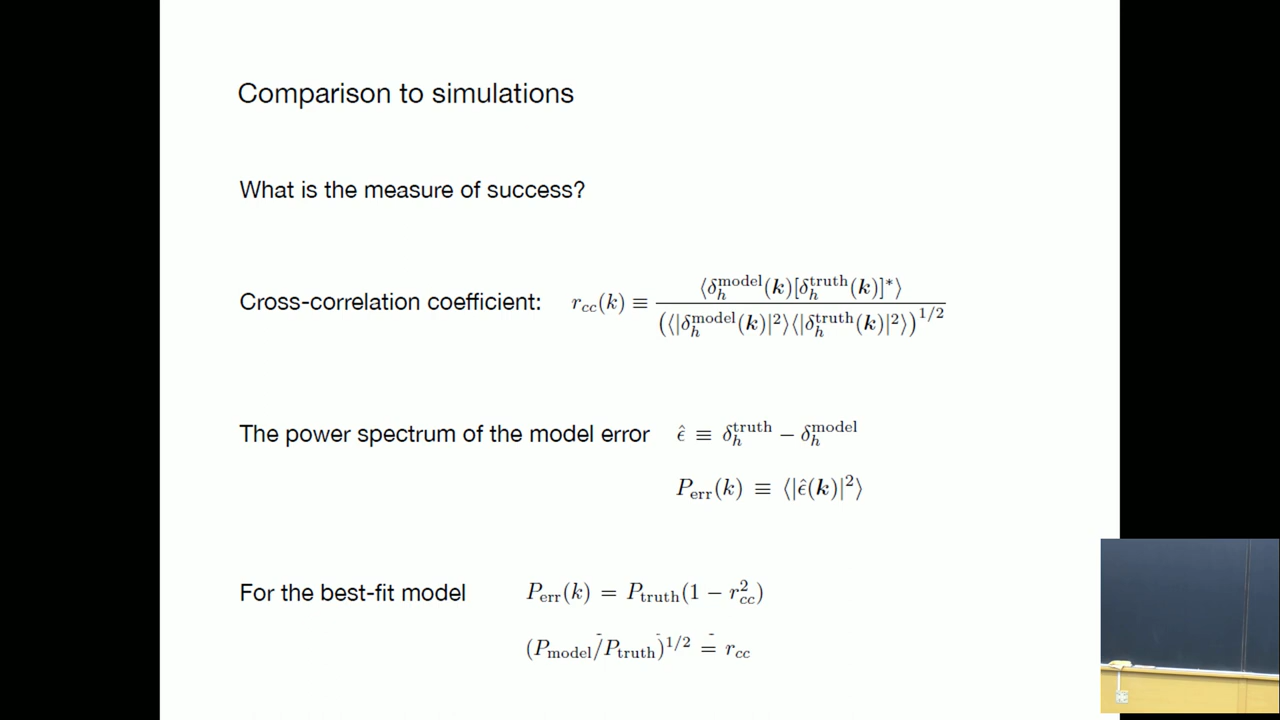 Comparison to simulations
What is the measure of success?
Cross-correlation coefficient: $r_{cc}(k) \equiv \frac{\langle \delta_h^{\rm model}(\boldsymbol{k})[\delta_h^{\rm truth}(\boldsymbol{k})]^*\rangle}{\left(\langle|\delta_h^{\rm model}(\boldsymbol{k})|^2\rangle\langle|\delta_h^{\rm truth}(\boldsymbol{k})|^2\rangle\right)^{1/2}}$
The power spectrum of the model error $\hat{\epsilon} \equiv \delta_h^{\rm truth} - \delta_h^{\rm model}$
$P_{\rm err}(k) \equiv \langle|\hat{\epsilon}(\boldsymbol{k})|^2\rangle$
For the best-fit model $P_{\rm err}(k) = P_{\rm truth}(1 - r_{cc}^2)$
$(P_{\rm model}/P_{\rm truth})^{1/2} = r_{cc}$